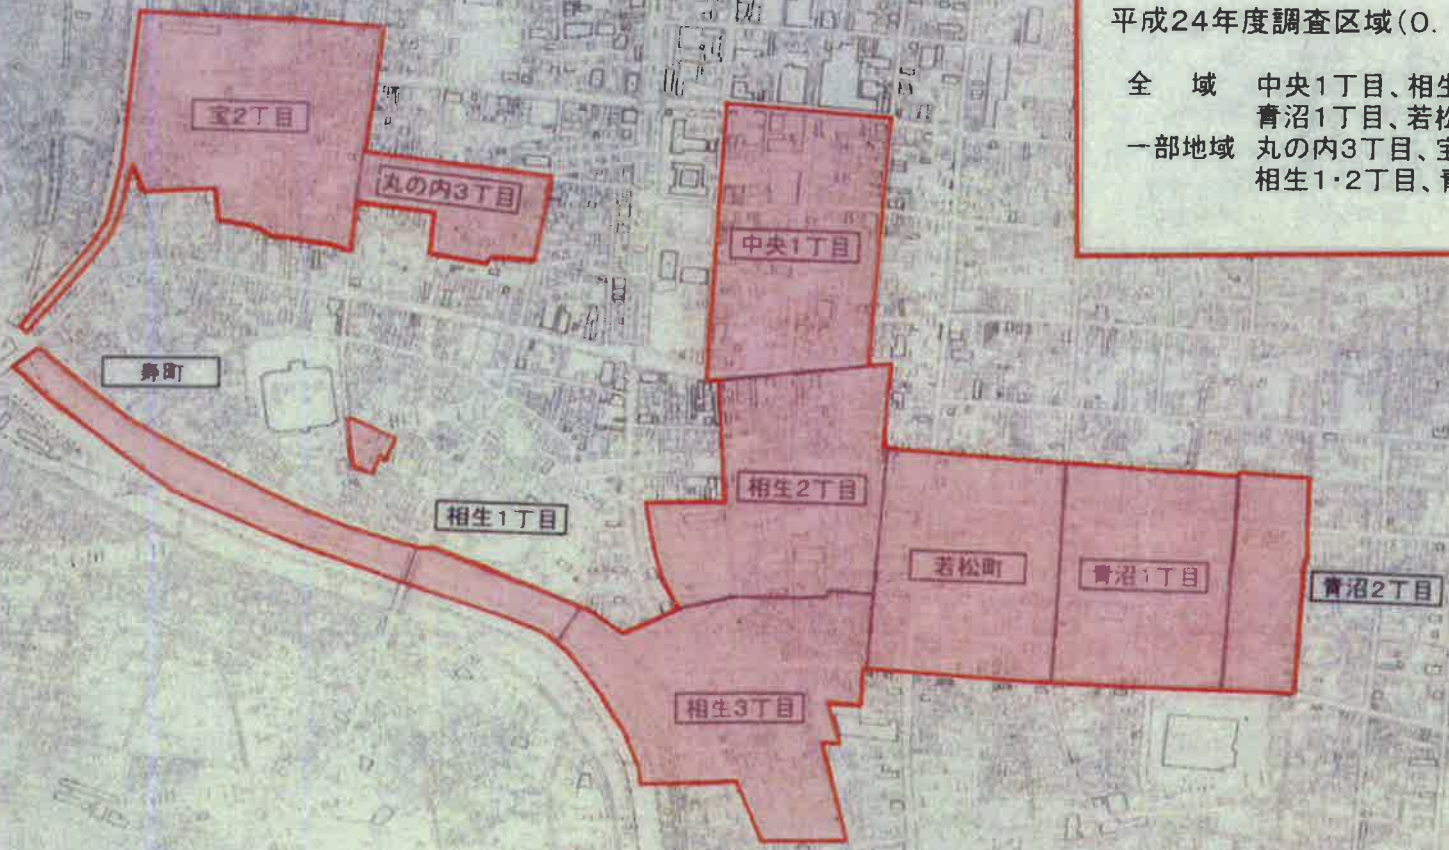 平成24年度調査区域(0.
全 域 中央1丁目、相生
青沼1丁目、若松
一部地域 丸の内3丁目、宝
相生1・2丁目、青
宝2丁目
丸の内3丁目
中央1丁目
寿町
相生2丁目
相生1丁目
若松町
青沼1丁目
青沼2丁目
相生3丁目